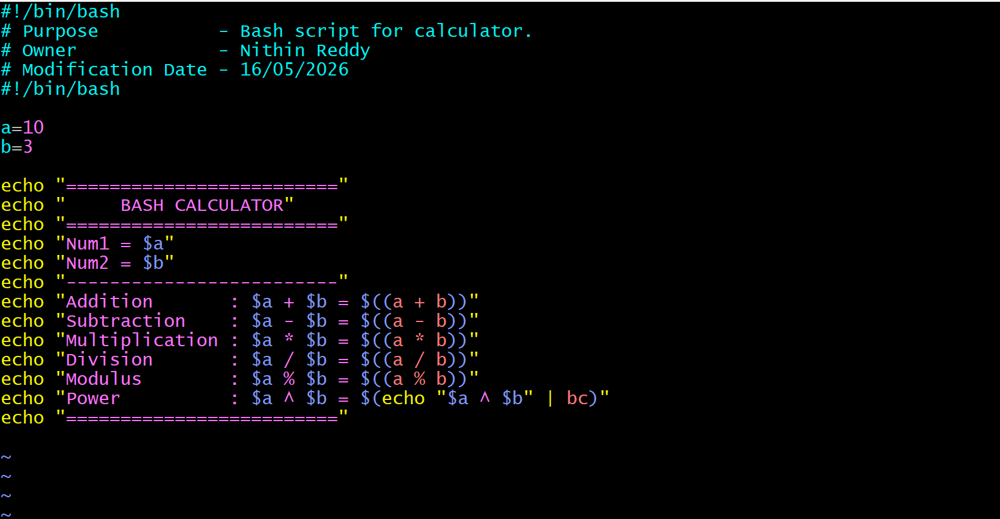 #!/bin/bash
# Purpose           - Bash script for calculator.
# Owner             - Nithin Reddy
# Modification Date - 16/05/2026
#!/bin/bash

a=10
b=3

echo "========================="
echo "     BASH CALCULATOR"
echo "========================="
echo "Num1 = $a"
echo "Num2 = $b"
echo "-------------------------"
echo "Addition       : $a + $b = $((a + b))"
echo "Subtraction    : $a - $b = $((a - b))"
echo "Multiplication : $a * $b = $((a * b))"
echo "Division       : $a / $b = $((a / b))"
echo "Modulus        : $a % $b = $((a % b))"
echo "Power          : $a ^ $b = $(echo "$a ^ $b" | bc)"
echo "========================="

~
~
~
~